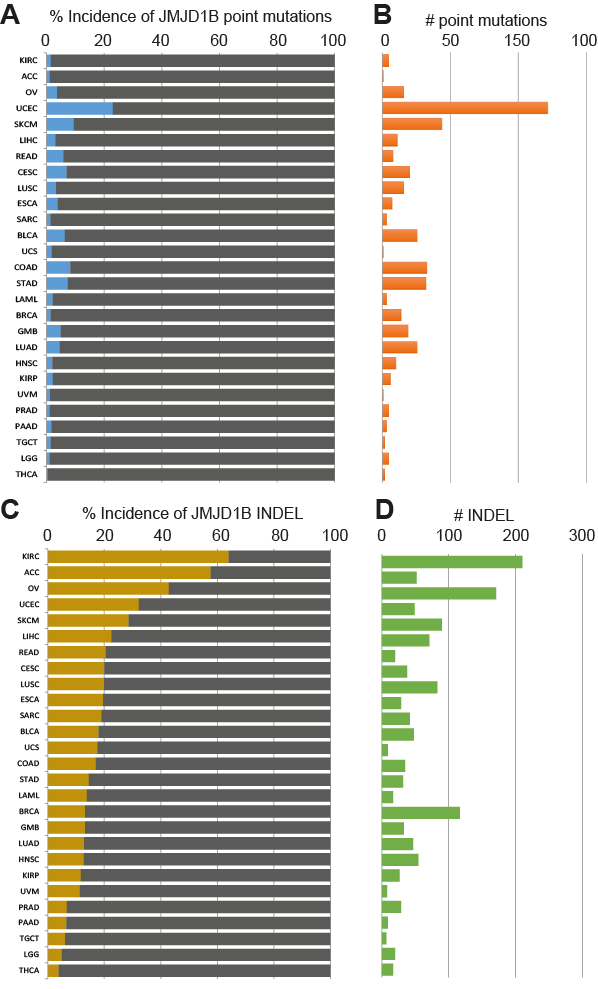 A % Incidence of JMJD1B point mutations
0 20 40 60 80 100
KIRC
ACC
OV
UCEC
SKCM
LIHC
READ
CESC
LUSC
ESCA
SARC
BLCA
UCS
COAD
STAD
LAML
BRCA
GMB
LUAD
HNSC
KIRP
UVM
PRAD
PAAD
TGCT
LGG
THCA
B # point mutations
0 50 150 100
C % Incidence of JMJD1B INDEL
0 20 40 60 80 100
KIRC
ACC
OV
UCEC
SKCM
LIHC
READ
CESC
LUSC
ESCA
SARC
BLCA
UCS
COAD
STAD
LAML
BRCA
GMB
LUAD
HNSC
KIRP
UVM
PRAD
PAAD
TGCT
LGG
THCA
D # INDEL
0 100 200 300